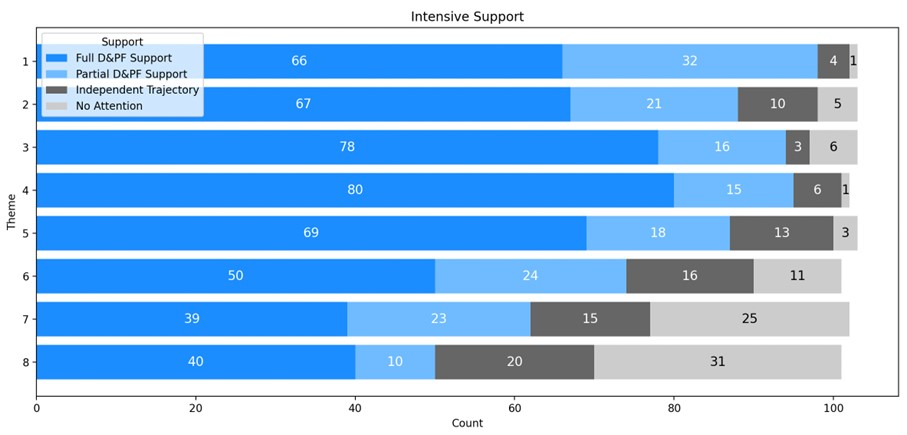 Intensive Support
Support
Full D&PF Support
Partial D&PF Support
Independent Trajectory
No Attention
Theme
1 66 32 4 1
2 67 21 10 5
3 78 16 3 6
4 80 15 6 1
5 69 18 13 3
6 50 24 16 11
7 39 23 15 25
8 40 10 20 31
0 20 40 60 80 100
Count